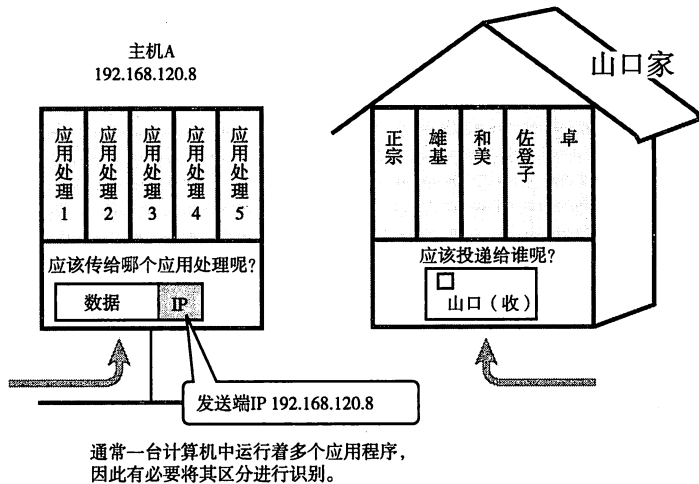 主机A
192.168.120.8
应用处理1
应用处理2
应用处理3
应用处理4
应用处理5
应该传给哪个应用处理呢？
数据
IP
发送端IP 192.168.120.8
山口家
正宗
雄基
和美
佐登子
卓
应该投递给谁呢？
山口（收）
通常一台计算机中运行着多个应用程序，
因此有必要将其区分进行识别。